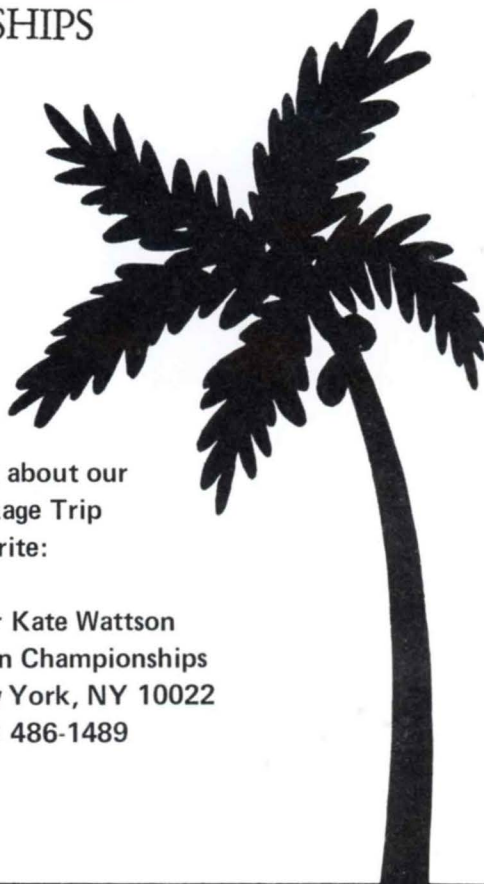 SHIPS
about our
age Trip
rite:
Kate Wattson
n Championships
York, NY 10022
486-1489